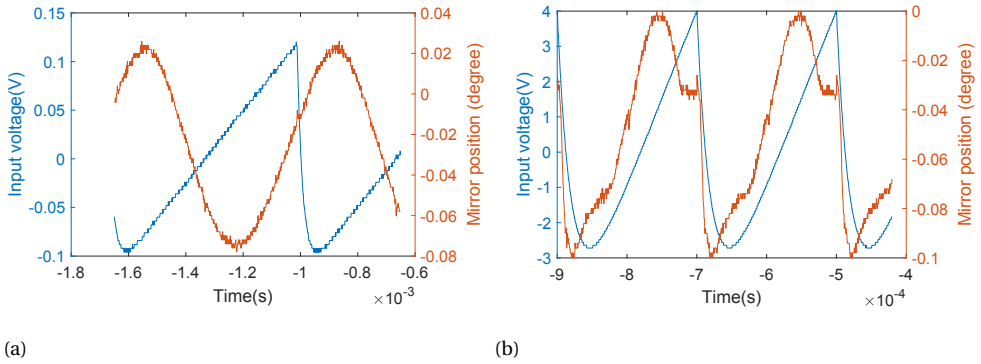 0.15
0.1
0.05
0
-0.05
-0.1
Input voltage(V)
0.04
0.02
0
-0.02
-0.04
-0.06
-0.08
Mirror position (degree)
-1.8 -1.6 -1.4 -1.2 -1 -0.8 -0.6
Time(s) ×10-3
(a)
4
3
2
1
0
-1
-2
-3
Input voltage(V)
0
-0.02
-0.04
-0.06
-0.08
-0.1
Mirror position (degree)
-9 -8 -7 -6 -5 -4
Time(s) ×10-4
(b)